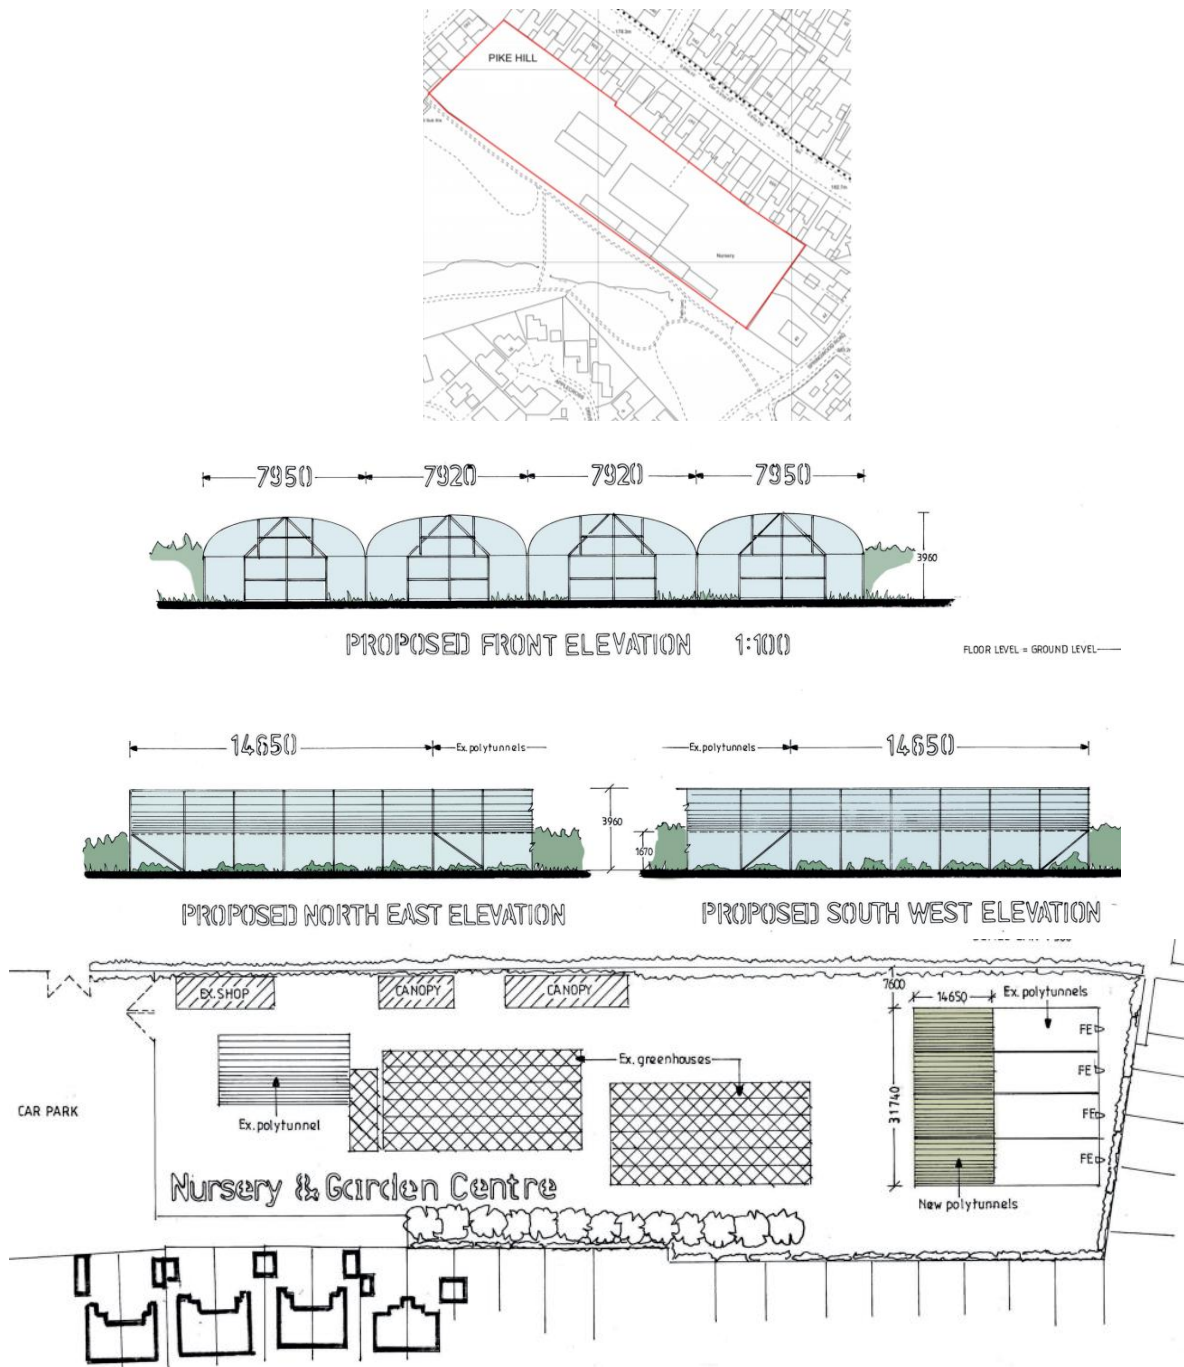 PIKE HILL
Nursery
7950
7920
7920
7950
3960
PROPOSED FRONT ELEVATION 1:100
FLOOR LEVEL = GROUND LEVEL
14650
Ex. polytunnels
Ex. polytunnels
14650
3960
1670
PROPOSED NORTH EAST ELEVATION
PROPOSED SOUTH WEST ELEVATION
7600
EX. SHOP
CANOPY
CANOPY
14650
Ex. polytunnels
FE
FE
FE
FE
31740
Ex. greenhouses
CAR PARK
Ex. polytunnel
Nursery & Garden Centre
New polytunnels